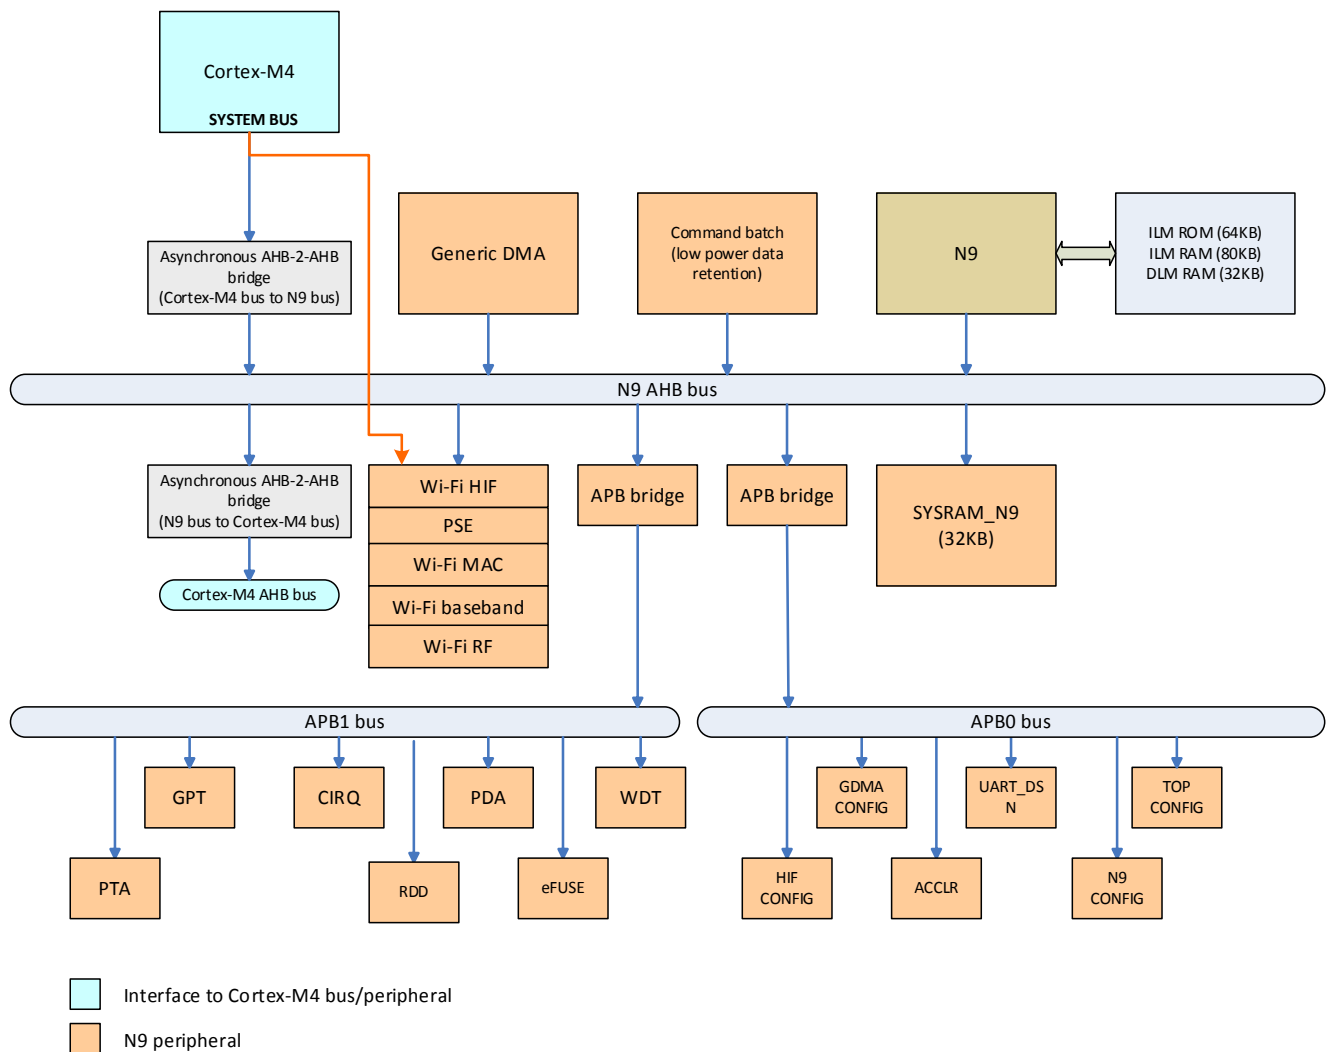 Cortex-M4
SYSTEM BUS
Asynchronous AHB-2-AHB
bridge
(Cortex-M4 bus to N9 bus)
Generic DMA
Command batch
(low power data
retention)
N9
ILM ROM (64KB)
ILM RAM (80KB)
DLM RAM (32KB)
N9 AHB bus
Asynchronous AHB-2-AHB
bridge
(N9 bus to Cortex-M4 bus)
Cortex-M4 AHB bus
Wi-Fi HIF
PSE
Wi-Fi MAC
Wi-Fi baseband
Wi-Fi RF
APB bridge
APB bridge
SYSRAM_N9
(32KB)
APB1 bus
APB0 bus
GPT
CIRQ
PDA
WDT
GDMA
CONFIG
UART_DS
N
TOP
CONFIG
PTA
RDD
eFUSE
HIF
CONFIG
ACCLR
N9
CONFIG
Interface to Cortex-M4 bus/peripheral
N9 peripheral